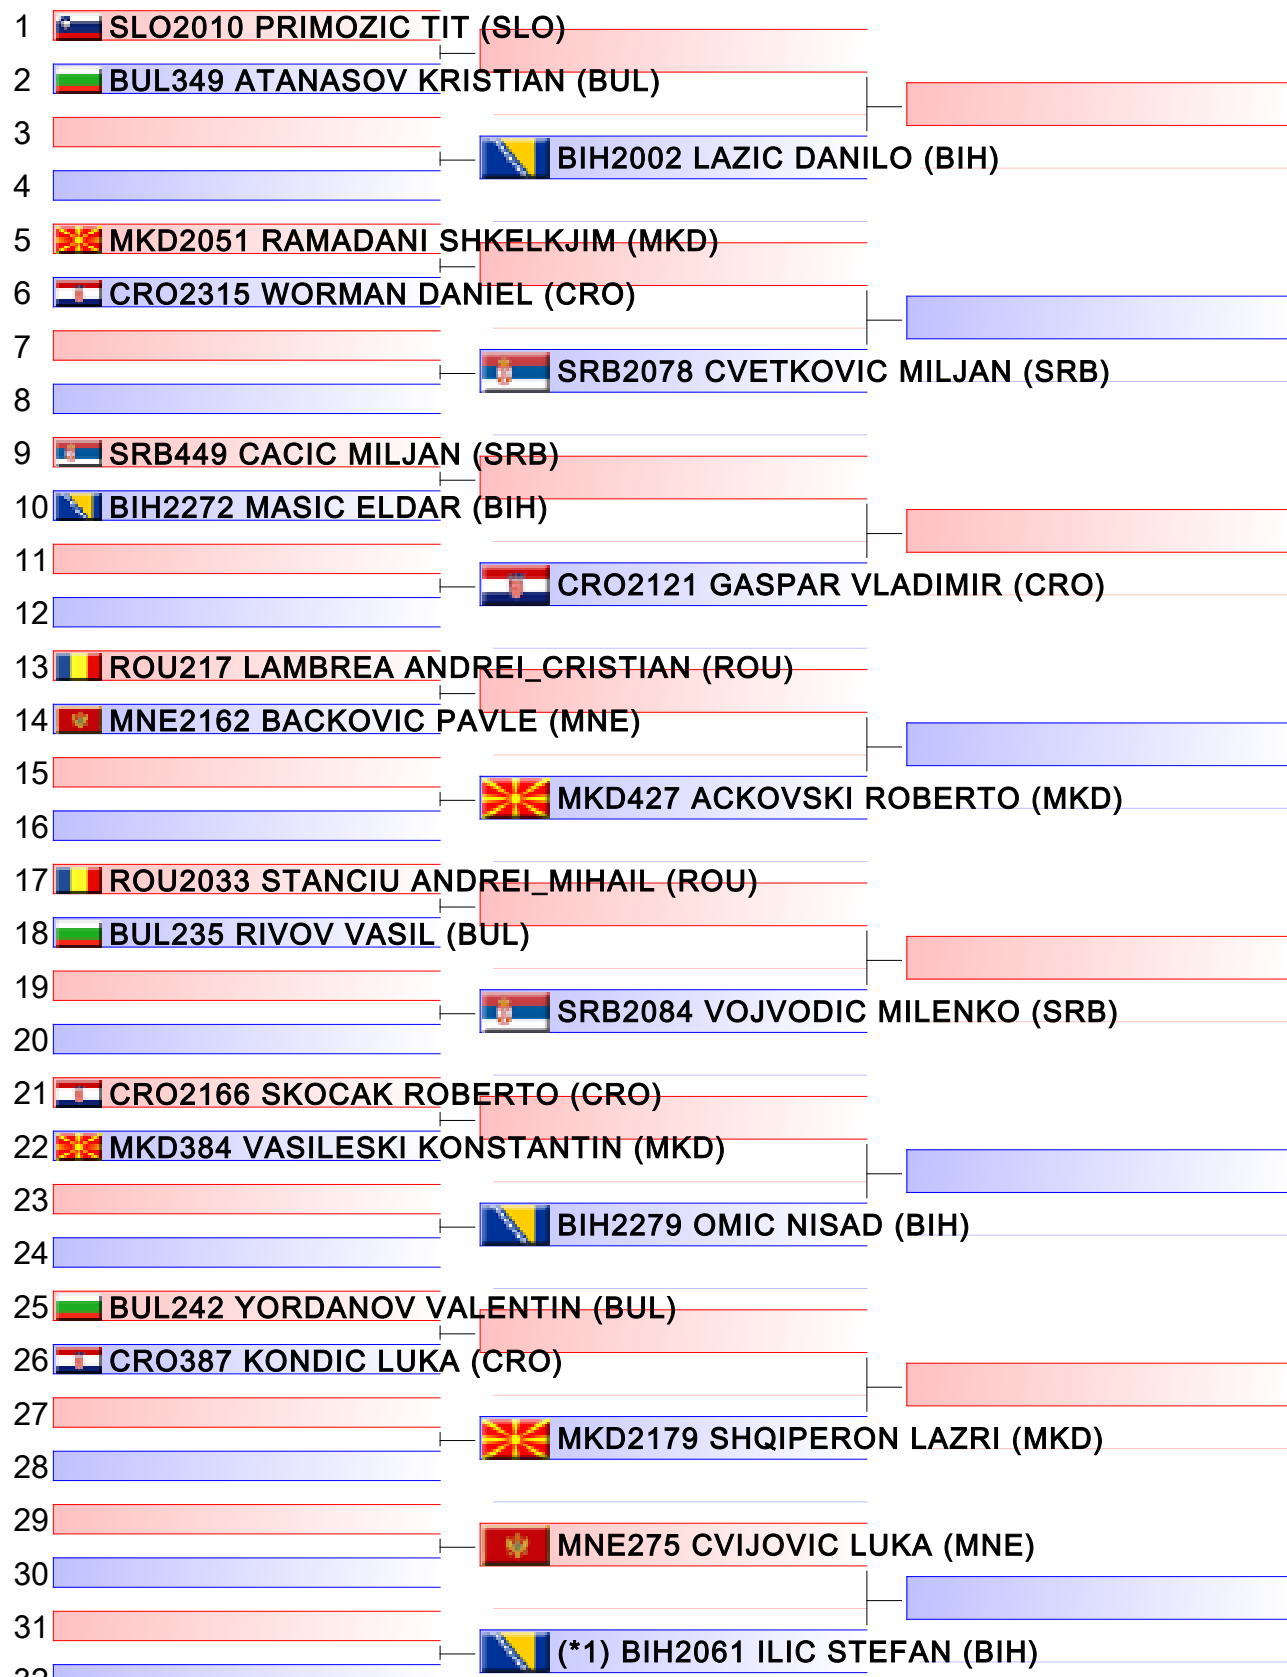 1 SLO2010 PRIMOZIC TIT (SLO)
2 BUL349 ATANASOV KRISTIAN (BUL)
3
BIH2002 LAZIC DANILO (BIH)
4
5 MKD2051 RAMADANI SHKELKJIM (MKD)
6 CRO2315 WORMAN DANIEL (CRO)
7
SRB2078 CVETKOVIC MILJAN (SRB)
8
9 SRB449 CACIC MILJAN (SRB)
10 BIH2272 MASIC ELDAR (BIH)
11
CRO2121 GASPAR VLADIMIR (CRO)
12
13 ROU217 LAMBREA ANDREI_CRISTIAN (ROU)
14 MNE2162 BACKOVIC PAVLE (MNE)
15
MKD427 ACKOVSKI ROBERTO (MKD)
16
17 ROU2033 STANCIU ANDREI_MIHAIL (ROU)
18 BUL235 RIVOV VASIL (BUL)
19
SRB2084 VOJVODIC MILENKO (SRB)
20
21 CRO2166 SKOCAK ROBERTO (CRO)
22 MKD384 VASILESKI KONSTANTIN (MKD)
23
BIH2279 OMIC NISAD (BIH)
24
25 BUL242 YORDANOV VALENTIN (BUL)
26 CRO387 KONDIC LUKA (CRO)
27
MKD2179 SHQIPERON LAZRI (MKD)
28
29
MNE275 CVIJOVIC LUKA (MNE)
30
31
(*1) BIH2061 ILIC STEFAN (BIH)
32